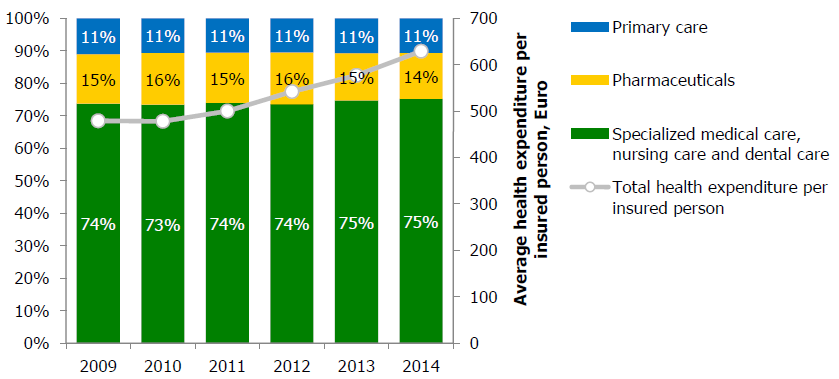 100%
90%
80%
70%
60%
50%
40%
30%
20%
10%
0%
11% 11% 11% 11% 11% 11%
15% 16% 15% 16% 15% 14%
74% 73% 74% 74% 75% 75%
2009 2010 2011 2012 2013 2014
700
600
500
400
300
200
100
0
Average health expenditure per
insured person, Euro
Primary care
Pharmaceuticals
Specialized medical care,
nursing care and dental care
Total health expenditure per
insured person